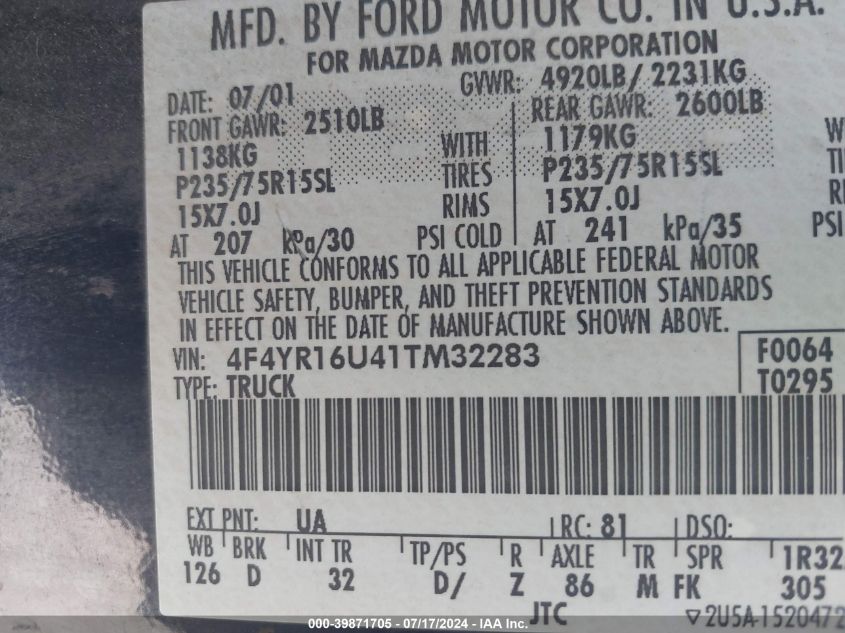 MFD. BY FORD MOTOR CO. IN U.S.A.
FOR MAZDA MOTOR CORPORATION
DATE: 07/01 GVWR: 4920LB/ 2231KG
FRONT GAWR: 2510LB REAR GAWR: 2600LB
1138KG WITH 1179KG
P235/75R15SL TIRES P235/75R15SL
15X7.0J RIMS 15X7.0J
AT 207 kPa/30 PSI COLD AT 241 kPa/35 PSI
THIS VEHICLE CONFORMS TO ALL APPLICABLE FEDERAL MOTOR
VEHICLE SAFETY, BUMPER, AND THEFT PREVENTION STANDARDS
IN EFFECT ON THE DATE OF MANUFACTURE SHOWN ABOVE.
VIN: 4F4YR16U41TM32283 F0064
TYPE: TRUCK T0295
EXT PNT: UA RC: 81 DSO:
WB BRK INT TR TP/PS R AXLE TR SPR 1R32
126 D 32 D/ Z 86 M FK 305
JTC ▽2U5A-1520472
000-39871705 - 07/17/2024 - IAA Inc.